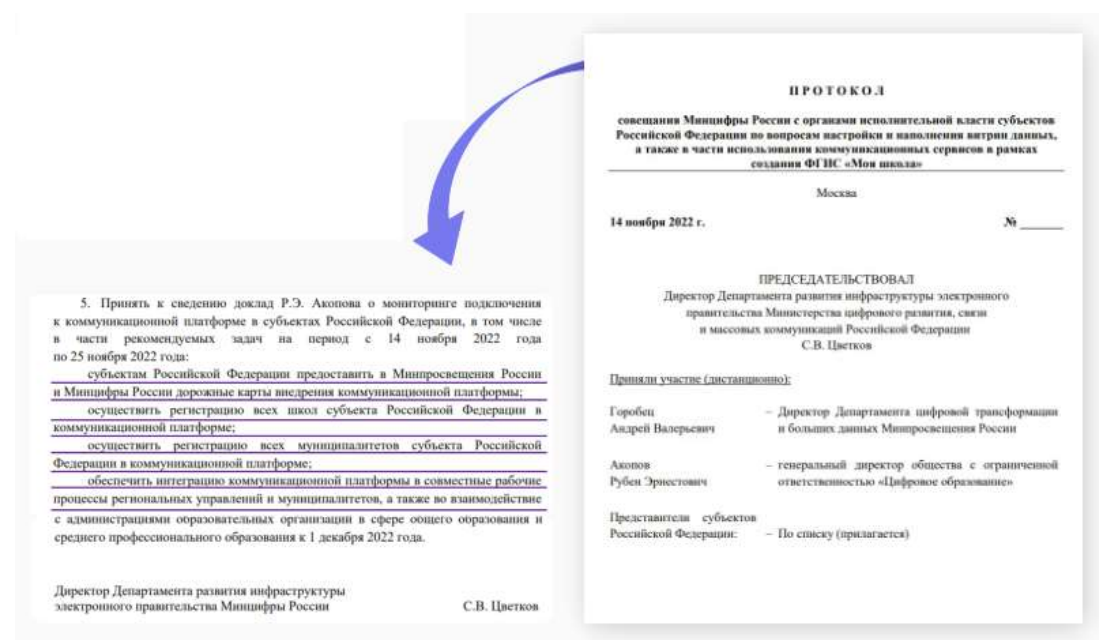 П Р О Т О К О Л
совещания Минцифры России с органами исполнительной власти субъектов
Российской Федерации по вопросам настройки и наполнения витрин данных,
а также в части использования коммуникационных сервисов в рамках
создания ФГИС «Моя школа»
Москва
14 ноября 2022 г. № ______
ПРЕДСЕДАТЕЛЬСТВОВАЛ
Директор Департамента развития инфраструктуры электронного
правительства Министерства цифрового развития, связи
и массовых коммуникаций Российской Федерации
С.В. Цветков
Приняли участие (дистанционно):
Горобец – Директор Департамента цифровой трансформации
Андрей Валерьевич и больших данных Минпросвещения России
Акопов – генеральный директор общества с ограниченной
Рубен Эрнестович ответственностью «Цифровое образование»
Представители субъектов
Российской Федерации: – По списку (прилагается)
5. Принять к сведению доклад Р.Э. Акопова о мониторинге подключения
к коммуникационной платформе в субъектах Российской Федерации, в том числе
в части рекомендуемых задач на период с 14 ноября 2022 года
по 25 ноября 2022 года:
субъектам Российской Федерации предоставить в Минпросвещения России
и Минцифры России дорожные карты внедрения коммуникационной платформы;
осуществить регистрацию всех школ субъекта Российской Федерации в
коммуникационной платформе;
осуществить регистрацию всех муниципалитетов субъекта Российской
Федерации в коммуникационной платформе;
обеспечить интеграцию коммуникационной платформы в совместные рабочие
процессы региональных управлений и муниципалитетов, а также во взаимодействие
с администрациями образовательных организации в сфере общего образования и
среднего профессионального образования к 1 декабря 2022 года.
Директор Департамента развития инфраструктуры
электронного правительства Минцифры России С.В. Цветков